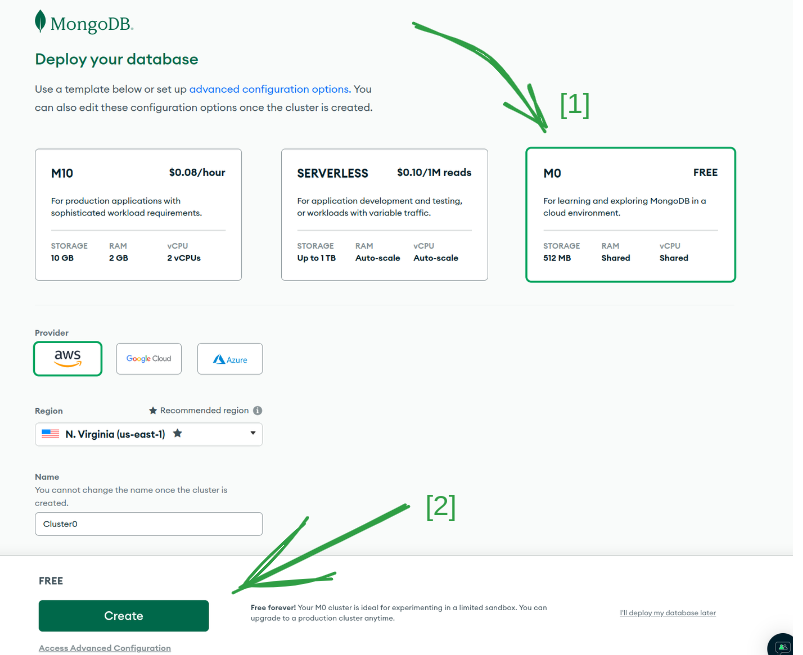 MongoDB.
Deploy your database
Use a template below or set up advanced configuration options. You
can also edit these configuration options once the cluster is created.
[1]
M10 $0.08/hour
For production applications with
sophisticated workload requirements.
STORAGE RAM vCPU
10 GB 2 GB 2 vCPUs
SERVERLESS $0.10/1M reads
For application development and testing,
or workloads with variable traffic.
STORAGE RAM vCPU
Up to 1 TB Auto-scale Auto-scale
M0 FREE
For learning and exploring MongoDB in a
cloud environment.
STORAGE RAM vCPU
512 MB Shared Shared
Provider
aws Google Cloud Azure
Region ★ Recommended region i
N. Virginia (us-east-1) ★
Name
You cannot change the name once the cluster is
created.
Cluster0
[2]
FREE
Create
Free forever! Your M0 cluster is ideal for experimenting in a limited sandbox. You can
upgrade to a production cluster anytime.
I'll deploy my database later
Access Advanced Configuration